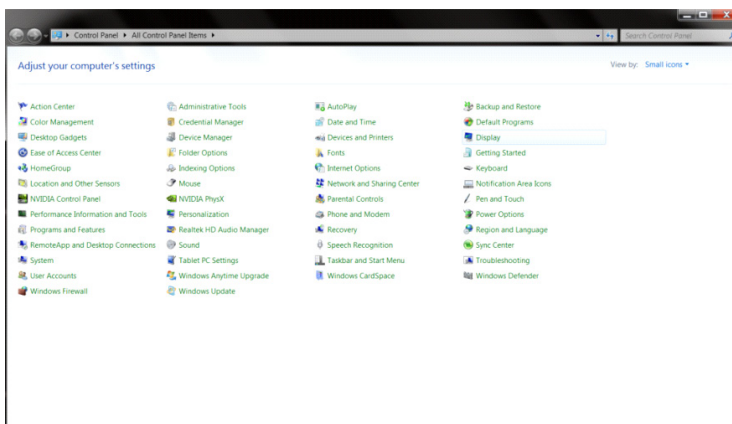 Control Panel ▸ All Control Panel Items ▸
Search Control Panel
Adjust your computer's settings
View by: Small icons
Action Center
Administrative Tools
AutoPlay
Backup and Restore
Color Management
Credential Manager
Date and Time
Default Programs
Desktop Gadgets
Device Manager
Devices and Printers
Display
Ease of Access Center
Folder Options
Fonts
Getting Started
HomeGroup
Indexing Options
Internet Options
Keyboard
Location and Other Sensors
Mouse
Network and Sharing Center
Notification Area Icons
NVIDIA Control Panel
NVIDIA PhysX
Parental Controls
Pen and Touch
Performance Information and Tools
Personalization
Phone and Modem
Power Options
Programs and Features
Realtek HD Audio Manager
Recovery
Region and Language
RemoteApp and Desktop Connections
Sound
Speech Recognition
Sync Center
System
Tablet PC Settings
Taskbar and Start Menu
Troubleshooting
User Accounts
Windows Anytime Upgrade
Windows CardSpace
Windows Defender
Windows Firewall
Windows Update